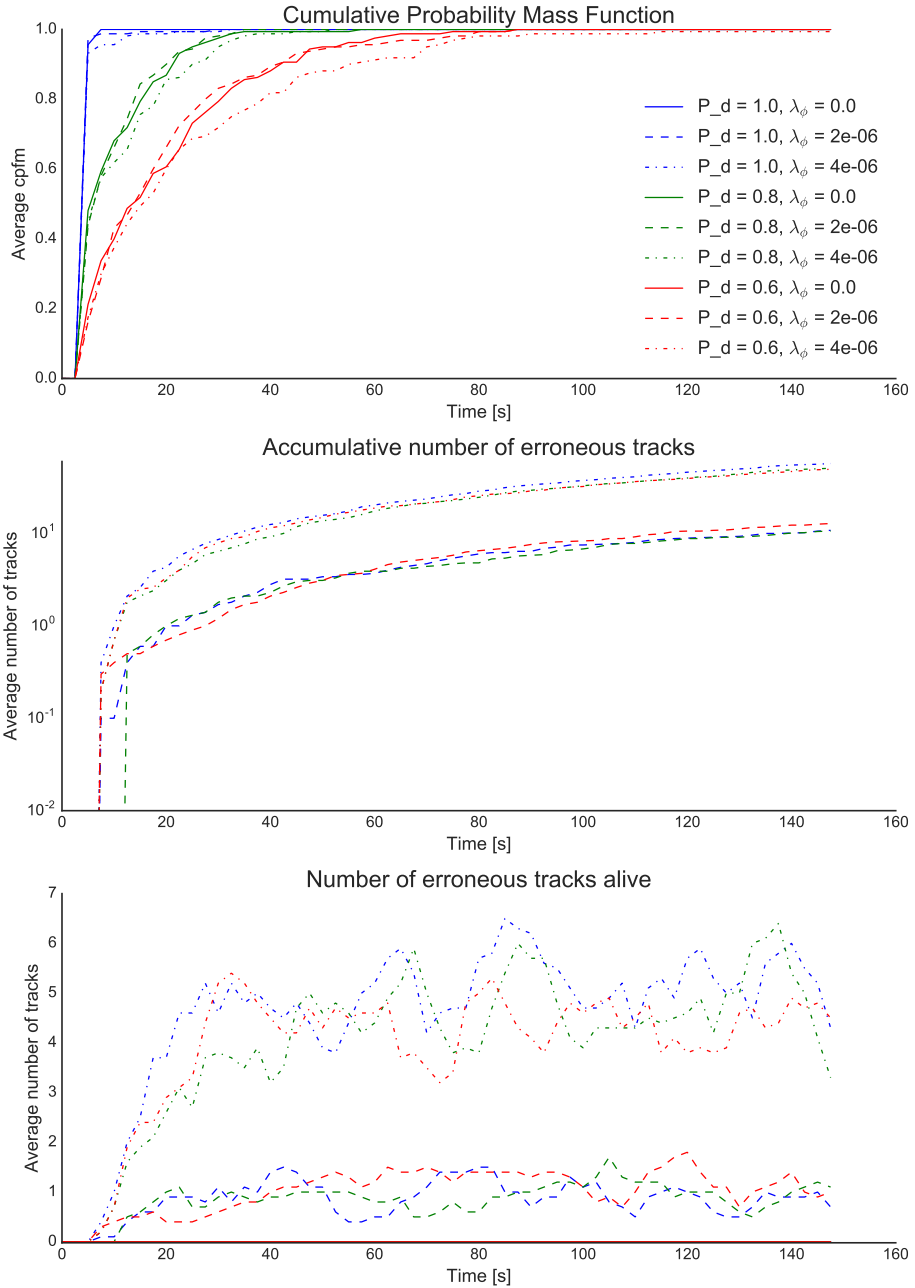 Cumulative Probability Mass Function
1.0
0.8
0.6
0.4
0.2
0.0
Average cpfm
P_d = 1.0, λ_ϕ = 0.0
P_d = 1.0, λ_ϕ = 2e-06
P_d = 1.0, λ_ϕ = 4e-06
P_d = 0.8, λ_ϕ = 0.0
P_d = 0.8, λ_ϕ = 2e-06
P_d = 0.8, λ_ϕ = 4e-06
P_d = 0.6, λ_ϕ = 0.0
P_d = 0.6, λ_ϕ = 2e-06
P_d = 0.6, λ_ϕ = 4e-06
0 20 40 60 80 100 120 140 160
Time [s]
Accumulative number of erroneous tracks
10^1
10^0
10^-1
10^-2
Average number of tracks
0 20 40 60 80 100 120 140 160
Time [s]
Number of erroneous tracks alive
7
6
5
4
3
2
1
0
Average number of tracks
0 20 40 60 80 100 120 140 160
Time [s]